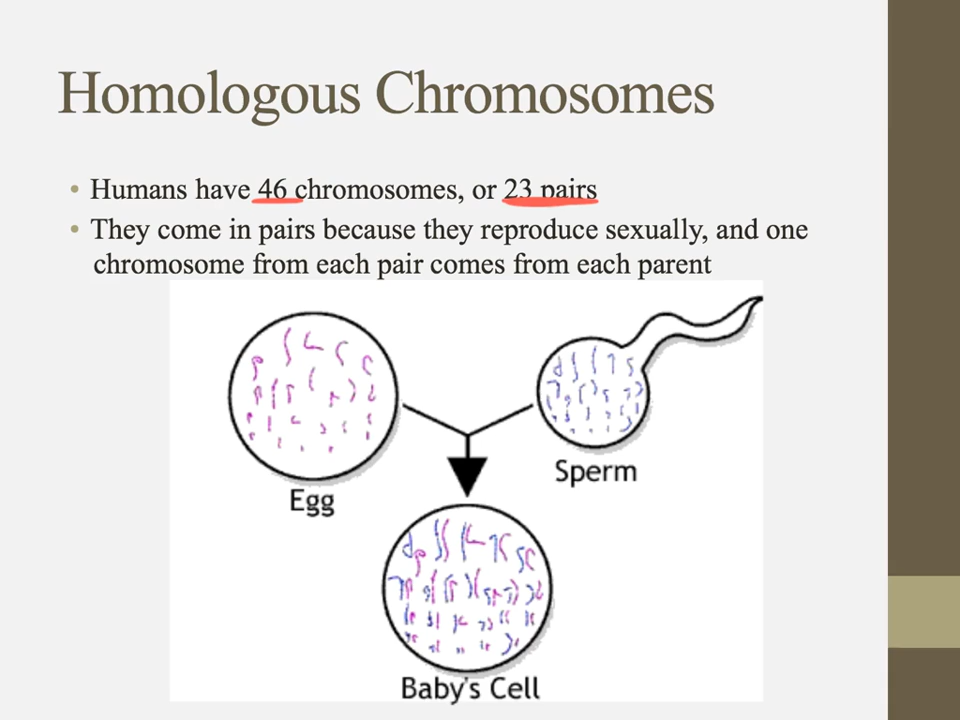 Homologous Chromosomes
• Humans have 46 chromosomes, or 23 pairs
• They come in pairs because they reproduce sexually, and one
chromosome from each pair comes from each parent
Egg
Sperm
Baby's Cell